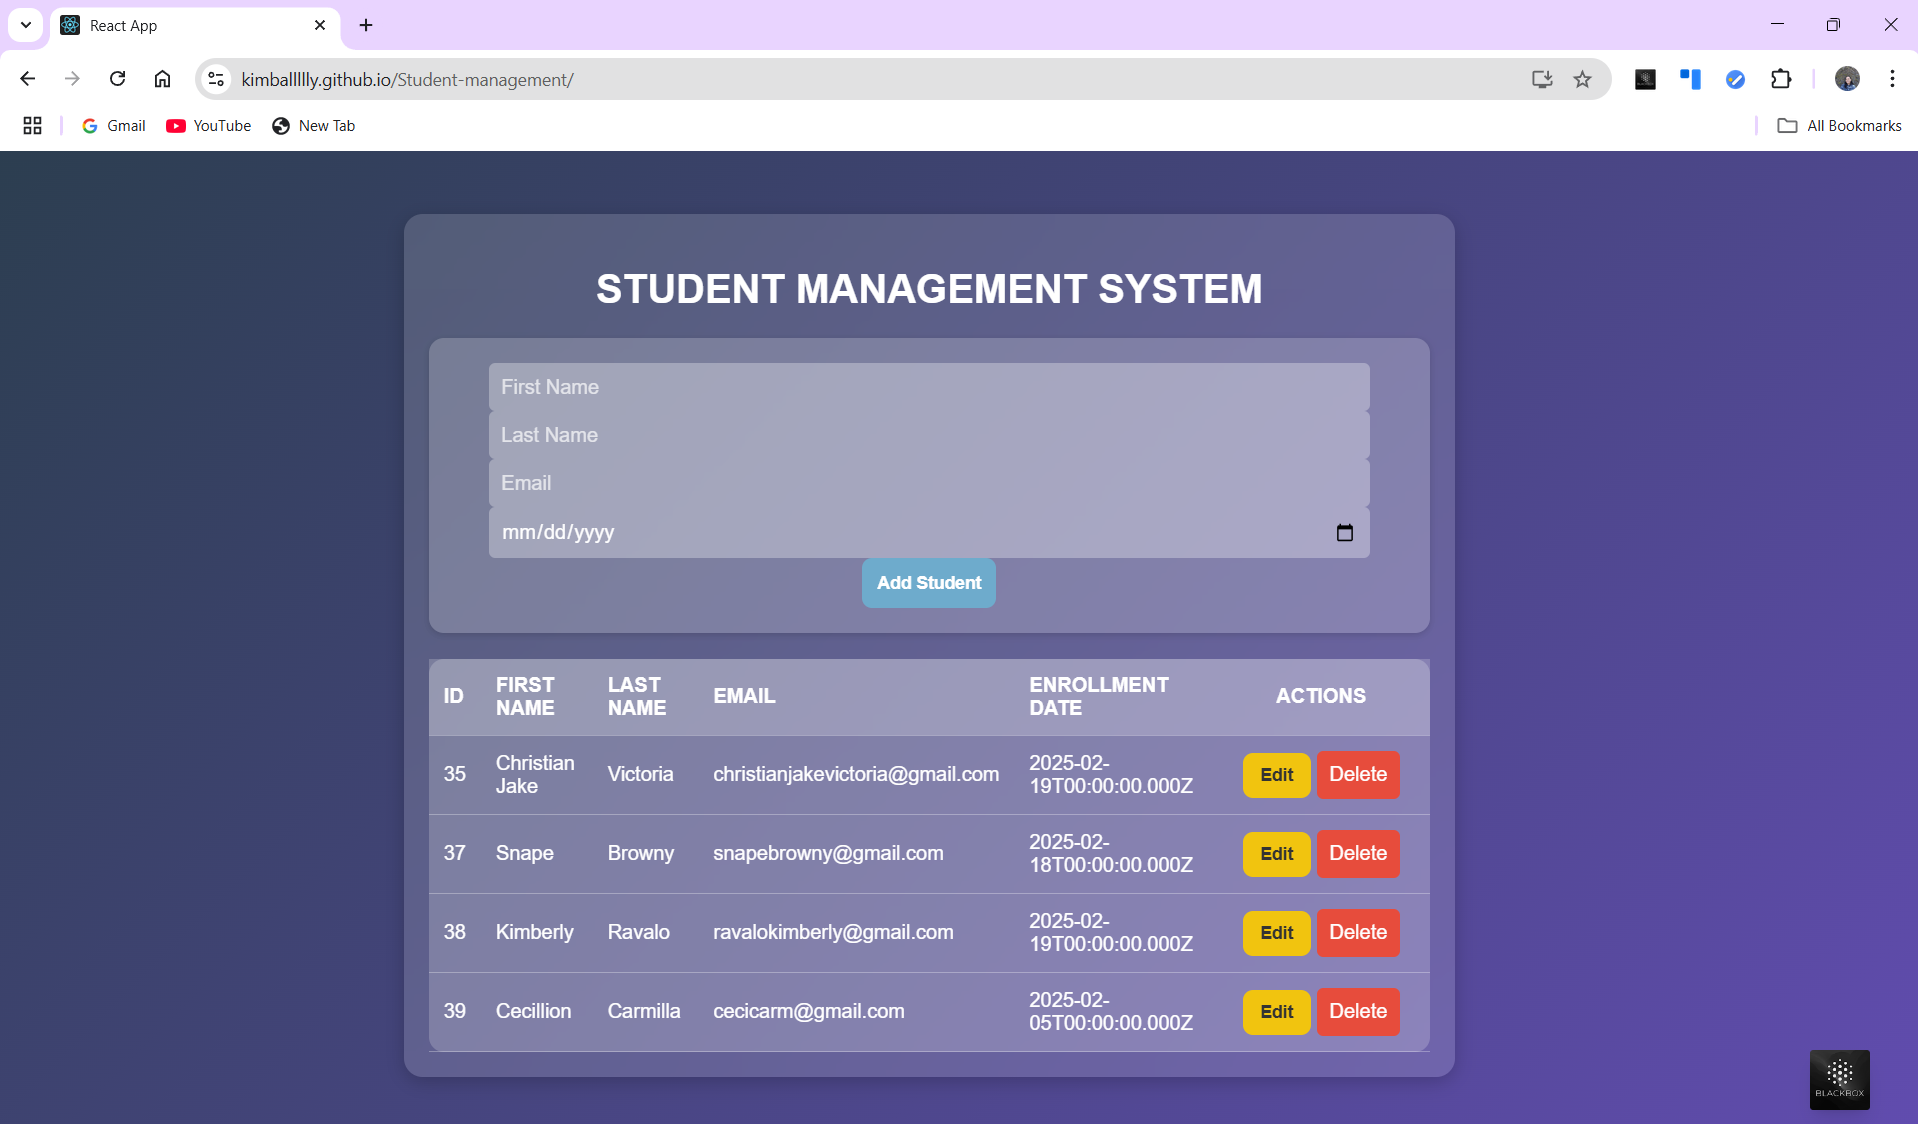 React App
kimballlly.github.io/Student-management/
Gmail
YouTube
New Tab
All Bookmarks
STUDENT MANAGEMENT SYSTEM
First Name
Last Name
Email
mm/dd/yyyy
Add Student
ID FIRST NAME LAST NAME EMAIL ENROLLMENT DATE ACTIONS
35 Christian Jake Victoria christianjakevictoria@gmail.com 2025-02-19T00:00:00.000Z Edit Delete
37 Snape Browny snapebrowny@gmail.com 2025-02-18T00:00:00.000Z Edit Delete
38 Kimberly Ravalo ravalokimberly@gmail.com 2025-02-19T00:00:00.000Z Edit Delete
39 Cecillion Carmilla cecicarm@gmail.com 2025-02-05T00:00:00.000Z Edit Delete
BLACKBOX